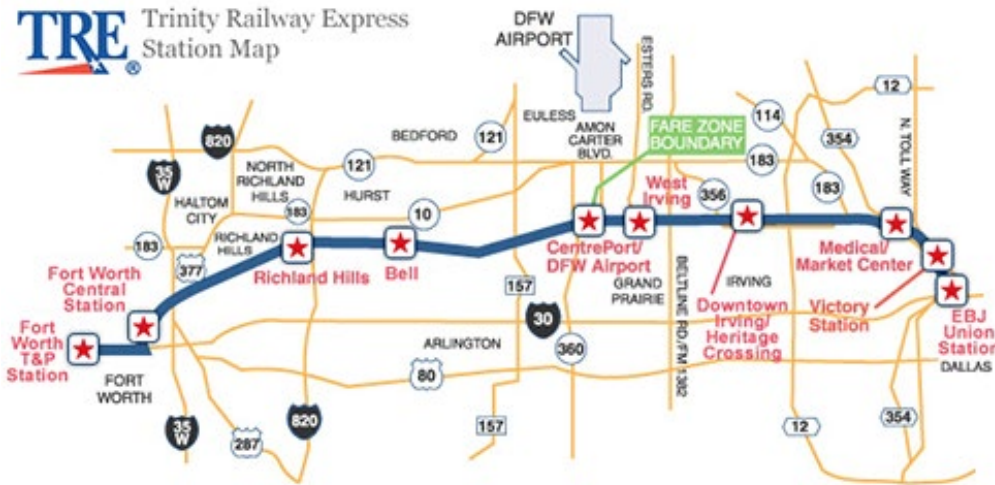 TRE
®
Trinity Railway Express
Station Map
DFW
AIRPORT
ESTERS RD.
12
N. TOLL WAY
114
354
820
BEDFORD
121
EULESS
AMON
CARTER
BLVD.
FARE ZONE
BOUNDARY
183
35
W
NORTH
RICHLAND
HILLS
121
HURST
West
Irving
356
183
HALTOM
CITY
183
10
183
RICHLAND
HILLS
377
Richland Hills
Bell
CentrePort/
DFW Airport
Medical/
Market Center
Fort Worth
Central
Station
157
GRAND
PRAIRIE
BELTLINE RD./FM 1382
IRVING
Downtown
Irving/
Heritage
Crossing
Victory
Station
EBJ
Union
Station
DALLAS
Fort
Worth
T&P
Station
30
ARLINGTON
360
80
FORT
WORTH
35
W
287
820
157
12
354